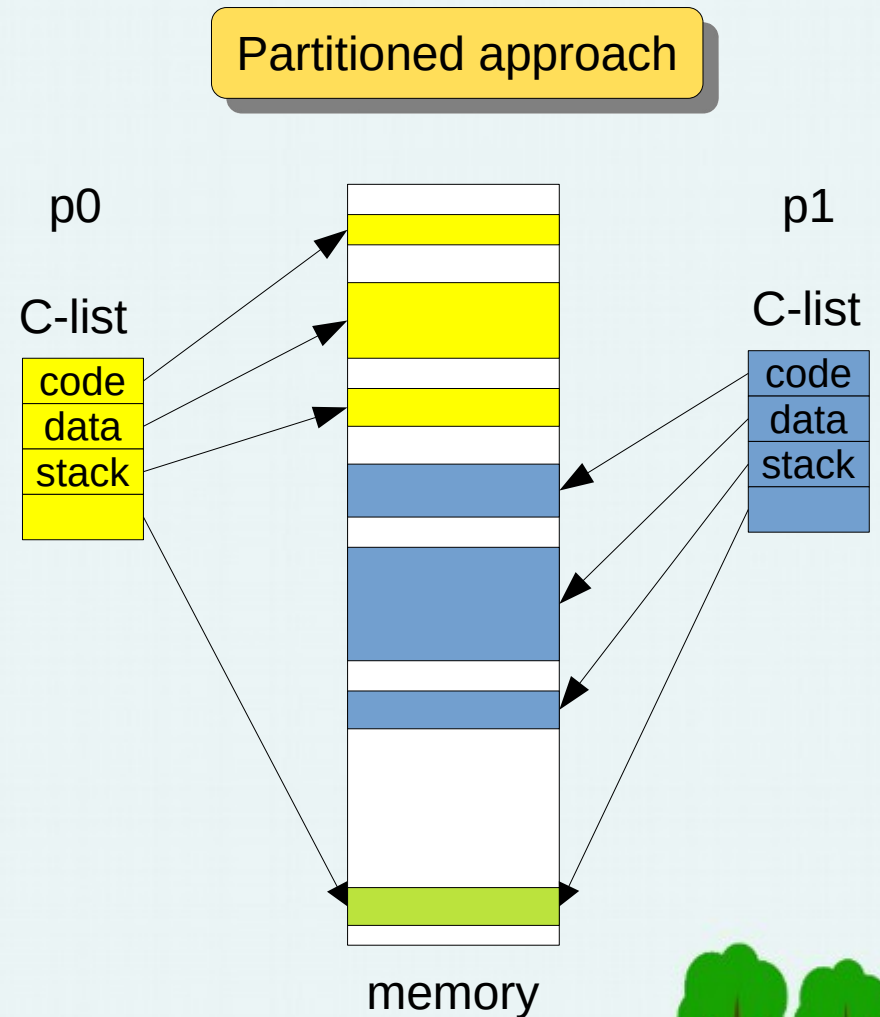 Partitioned approach
p0
p1
C-list
C-list
code
data
stack
code
data
stack
memory